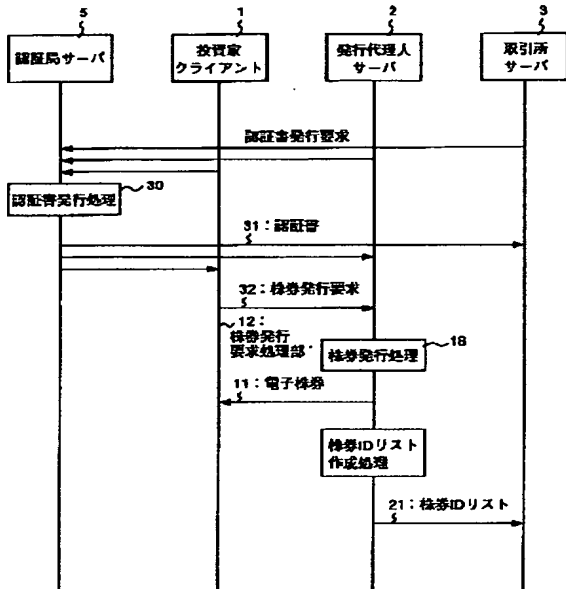 5
1
2
3
認証局サーバ
投資家
クライアント
発行代理人
サーバ
取引所
サーバ
認証書発行要求
認証書発行処理
30
31：認証書
32：株券発行要求
12：
株券発行
要求処理部
株券発行処理
18
11：電子株券
株券IDリスト
作成処理
21：株券IDリスト